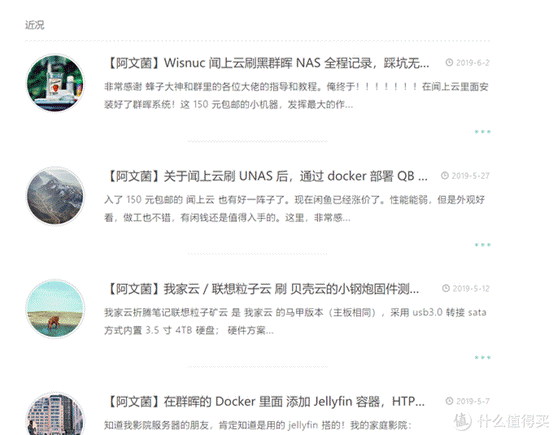 近况
【阿文菌】Wisnuc 闻上云刷黑群晖 NAS 全程记录，踩坑无... 2019-6-2
非常感谢 蜂子大神和群里的各位大佬的指导和教程。俺终于！！！！！！！在闻上云里面安
装好了群晖系统！这 150 元包邮的小机器，发挥最大的作...
【阿文菌】关于闻上云刷 UNAS 后，通过 docker 部署 QB ... 2019-5-27
入了 150 元包邮的 闻上云 也有好一阵子了。现在闲鱼已经涨价了。性能能弱，但是外观好
看，做工也不错，有闲钱还是值得入手的。这里，非常感...
【阿文菌】我家云 / 联想粒子云 刷 贝壳云的小钢炮固件测... 2019-5-12
我家云折腾笔记联想粒子矿云 是 我家云 的马甲版本（主板相同），采用 usb3.0 转接 sata
方式内置 3.5 寸 4TB 硬盘； 硬件方案...
【阿文菌】在群晖的 Docker 里面 添加 Jellyfin 容器，HTP... 2019-5-7
知道我影院服务器的朋友，肯定知道是用的 jellyfin 搭的！我的家庭影院：
值 什么值得买